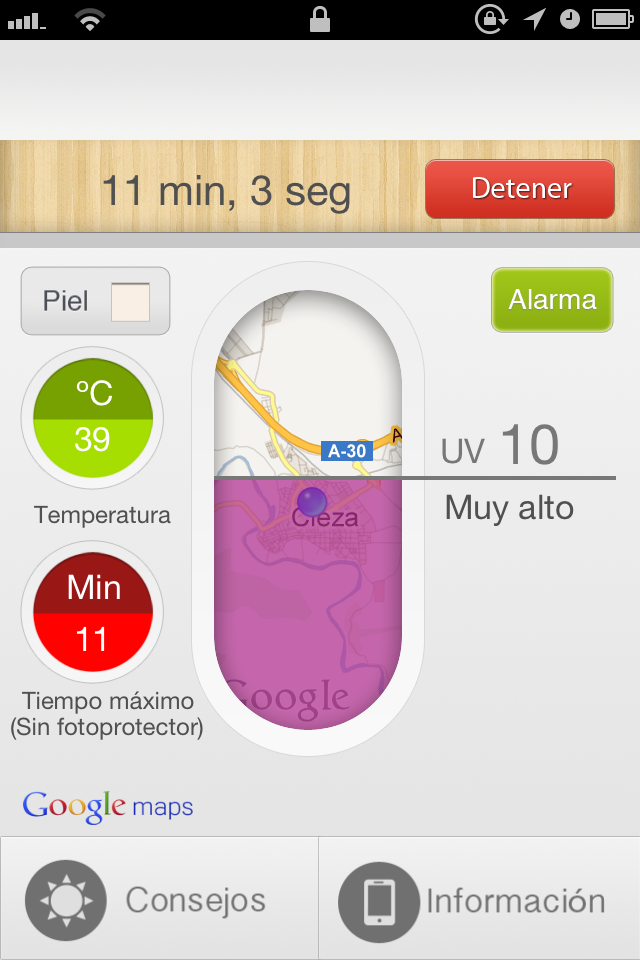 11 min, 3 seg
Detener
Piel
Alarma
ºC
39
Temperatura
A-30
A
UV 10
Muy alto
Cieza
Min
11
Tiempo máximo
(Sin fotoprotector)
Google
Google maps
Consejos
Información